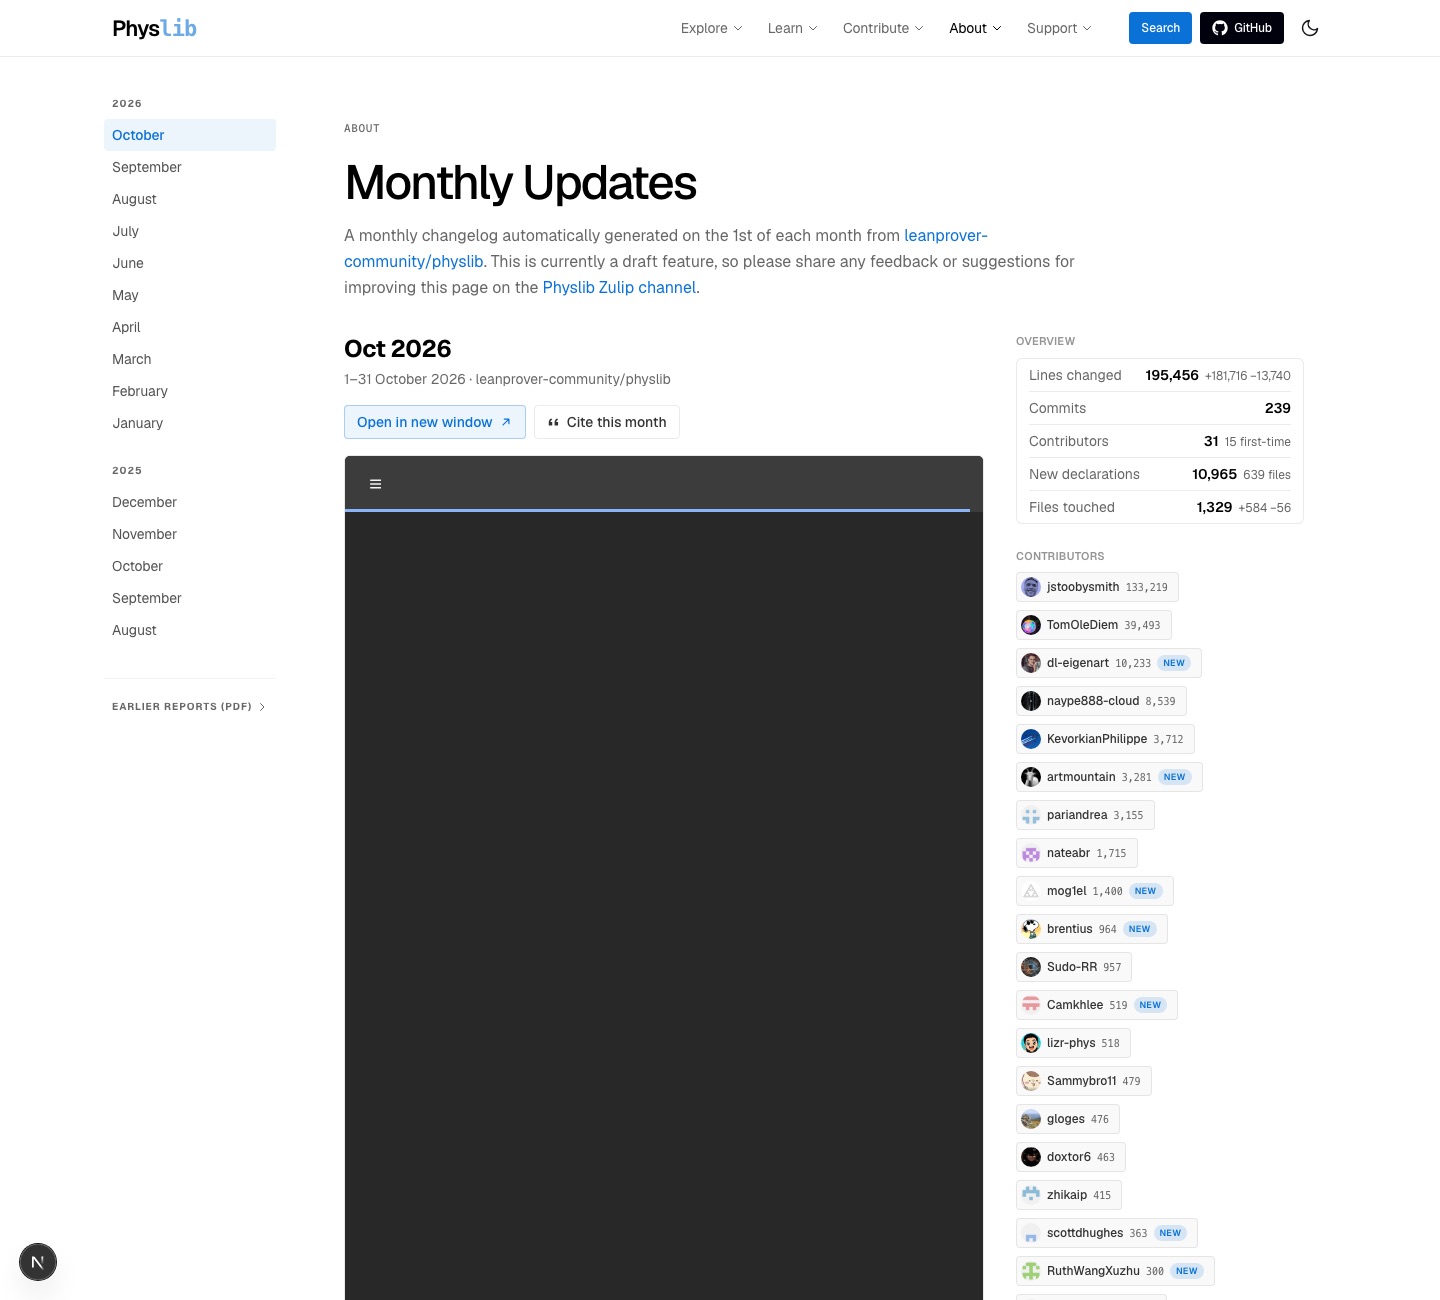 Physlib
Explore
Learn
Contribute
About
Support
Search
GitHub
2026
October
September
August
July
June
May
April
March
February
January
2025
December
November
October
September
August
EARLIER REPORTS (PDF)
ABOUT
Monthly Updates
A monthly changelog automatically generated on the 1st of each month from leanprover-
community/physlib. This is currently a draft feature, so please share any feedback or suggestions for
improving this page on the Physlib Zulip channel.
Oct 2026
1–31 October 2026 · leanprover-community/physlib
Open in new window
Cite this month
OVERVIEW
Lines changed 195,456 +181,716 −13,740
Commits 239
Contributors 31 15 first-time
New declarations 10,965 639 files
Files touched 1,329 +584 −56
CONTRIBUTORS
jstoobysmith 133,219
TomOleDiem 39,493
dl-eigenart 10,233 NEW
naype888-cloud 8,539
KevorkianPhilippe 3,712
artmountain 3,281 NEW
pariandrea 3,155
nateabr 1,715
mog1el 1,400 NEW
brentius 964 NEW
Sudo-RR 957
Camkhlee 519 NEW
lizr-phys 518
Sammybro11 479
gloges 476
doxtor6 463
zhikaip 415
scottdhughes 363 NEW
RuthWangXuzhu 300 NEW
N